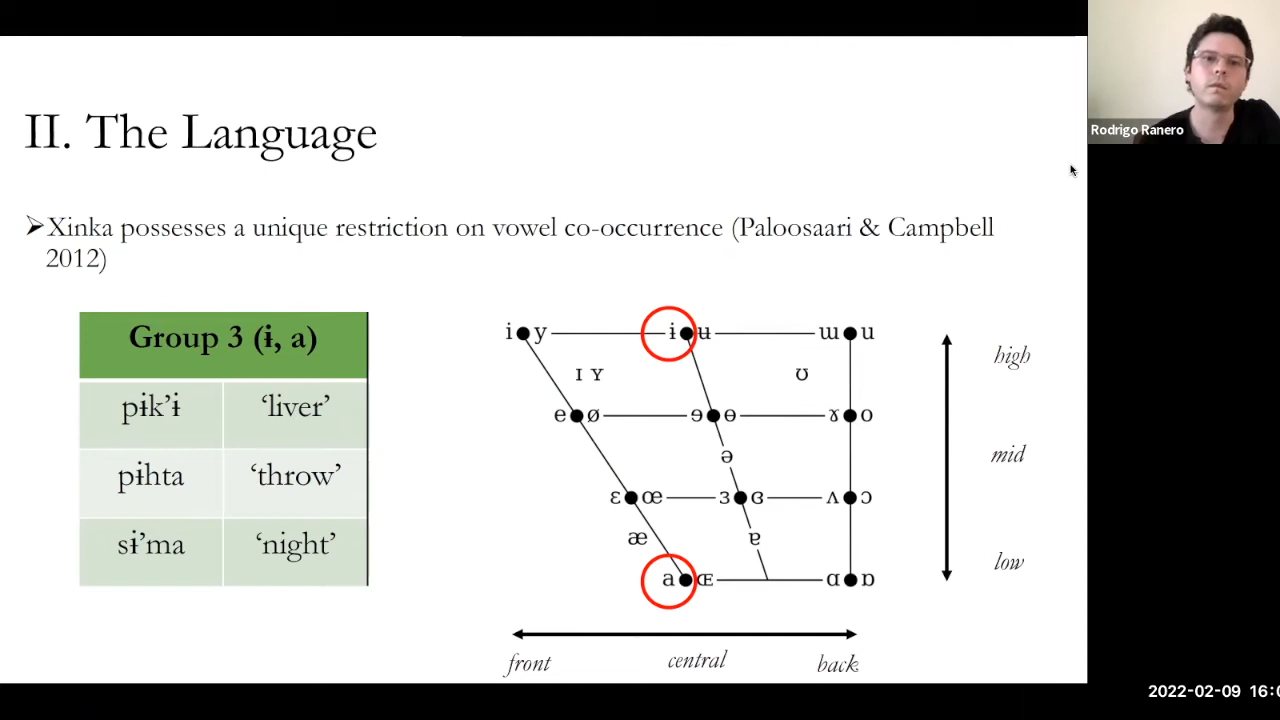 II. The Language
Rodrigo Ranero
➢Xinka possesses a unique restriction on vowel co-occurrence (Paloosaari & Campbell
2012)
Group 3 (ɨ, a)
pɨk’ɨ ‘liver’
pɨhta ‘throw’
sɨ’ma ‘night’
i y ɨ ʉ ɯ u
ɪ ʏ ʊ
e ø ɘ ɵ ɤ o
ə
ɛ œ ɜ ɞ ʌ ɔ
æ ɐ
a ɶ ɑ ɒ
high
mid
low
front central back
2022-02-09 16:0